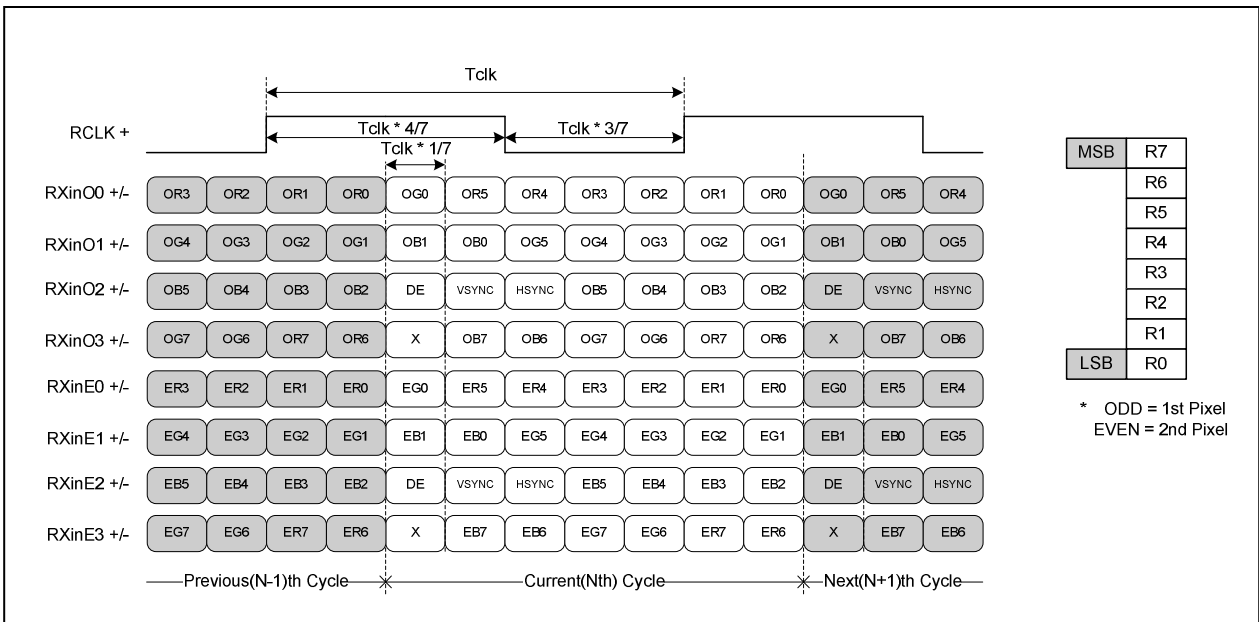 Tclk
RCLK +
Tclk * 4/7
Tclk * 3/7
Tclk * 1/7
RXinO0 +/- OR3 OR2 OR1 OR0 OG0 OR5 OR4 OR3 OR2 OR1 OR0 OG0 OR5 OR4
RXinO1 +/- OG4 OG3 OG2 OG1 OB1 OB0 OG5 OG4 OG3 OG2 OG1 OB1 OB0 OG5
RXinO2 +/- OB5 OB4 OB3 OB2 DE VSYNC HSYNC OB5 OB4 OB3 OB2 DE VSYNC HSYNC
RXinO3 +/- OG7 OG6 OR7 OR6 X OB7 OB6 OG7 OG6 OR7 OR6 X OB7 OB6
RXinE0 +/- ER3 ER2 ER1 ER0 EG0 ER5 ER4 ER3 ER2 ER1 ER0 EG0 ER5 ER4
RXinE1 +/- EG4 EG3 EG2 EG1 EB1 EB0 EG5 EG4 EG3 EG2 EG1 EB1 EB0 EG5
RXinE2 +/- EB5 EB4 EB3 EB2 DE VSYNC HSYNC EB5 EB4 EB3 EB2 DE VSYNC HSYNC
RXinE3 +/- EG7 EG6 ER7 ER6 X EB7 EB6 EG7 EG6 ER7 ER6 X EB7 EB6
Previous(N-1)th Cycle Current(Nth) Cycle Next(N+1)th Cycle
MSB R7
R6
R5
R4
R3
R2
R1
LSB R0
* ODD = 1st Pixel
EVEN = 2nd Pixel